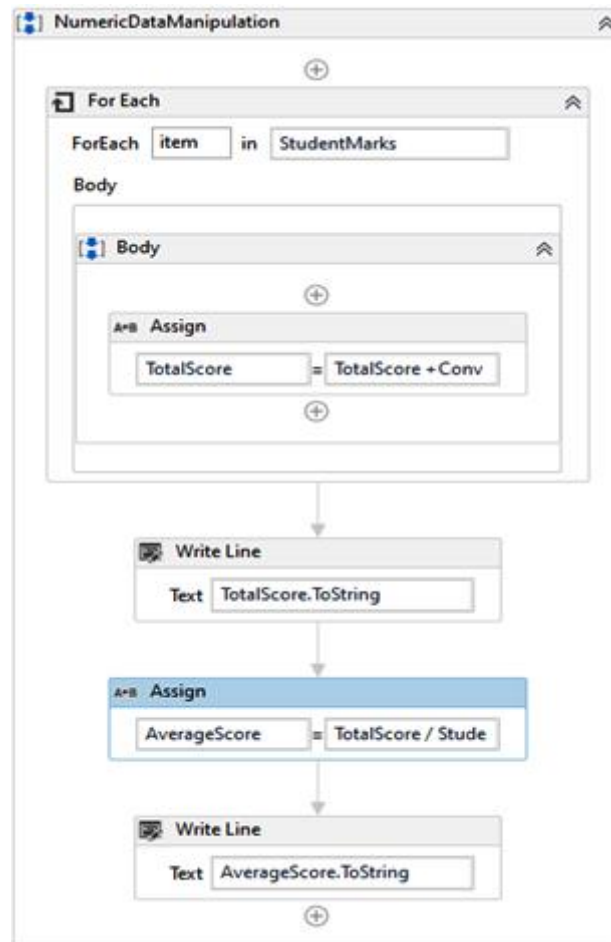 NumericDataManipulation
For Each
ForEach item in StudentMarks
Body
Body
A+B Assign
TotalScore = TotalScore +Conv
Write Line
Text TotalScore.ToString
A+B Assign
AverageScore = TotalScore / Stude
Write Line
Text AverageScore.ToString